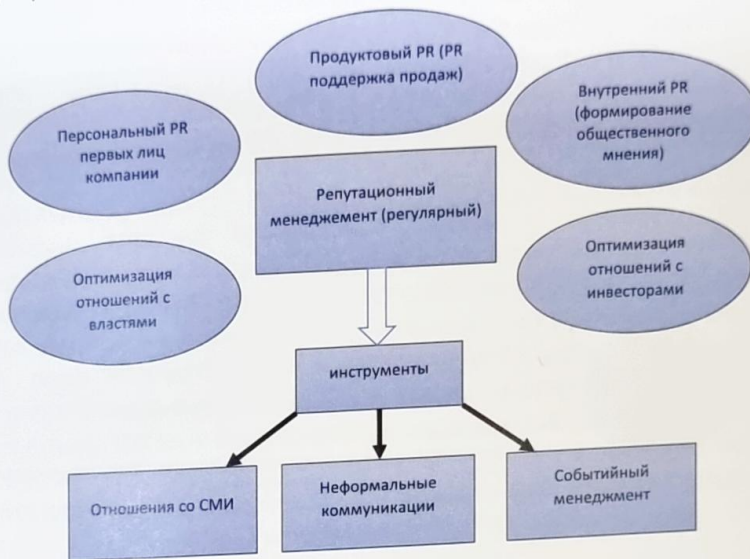 Продуктовый PR (PR
поддержка продаж)
Персональный PR
первых лиц
компании
Внутренний PR
(формирование
общественного
мнения)
Репутационный
менеджемент (регулярный)
Оптимизация
отношений с
властями
Оптимизация
отношений с
инвесторами
инструменты
Отношения со СМИ
Неформальные
коммуникации
Событийный
менеджмент